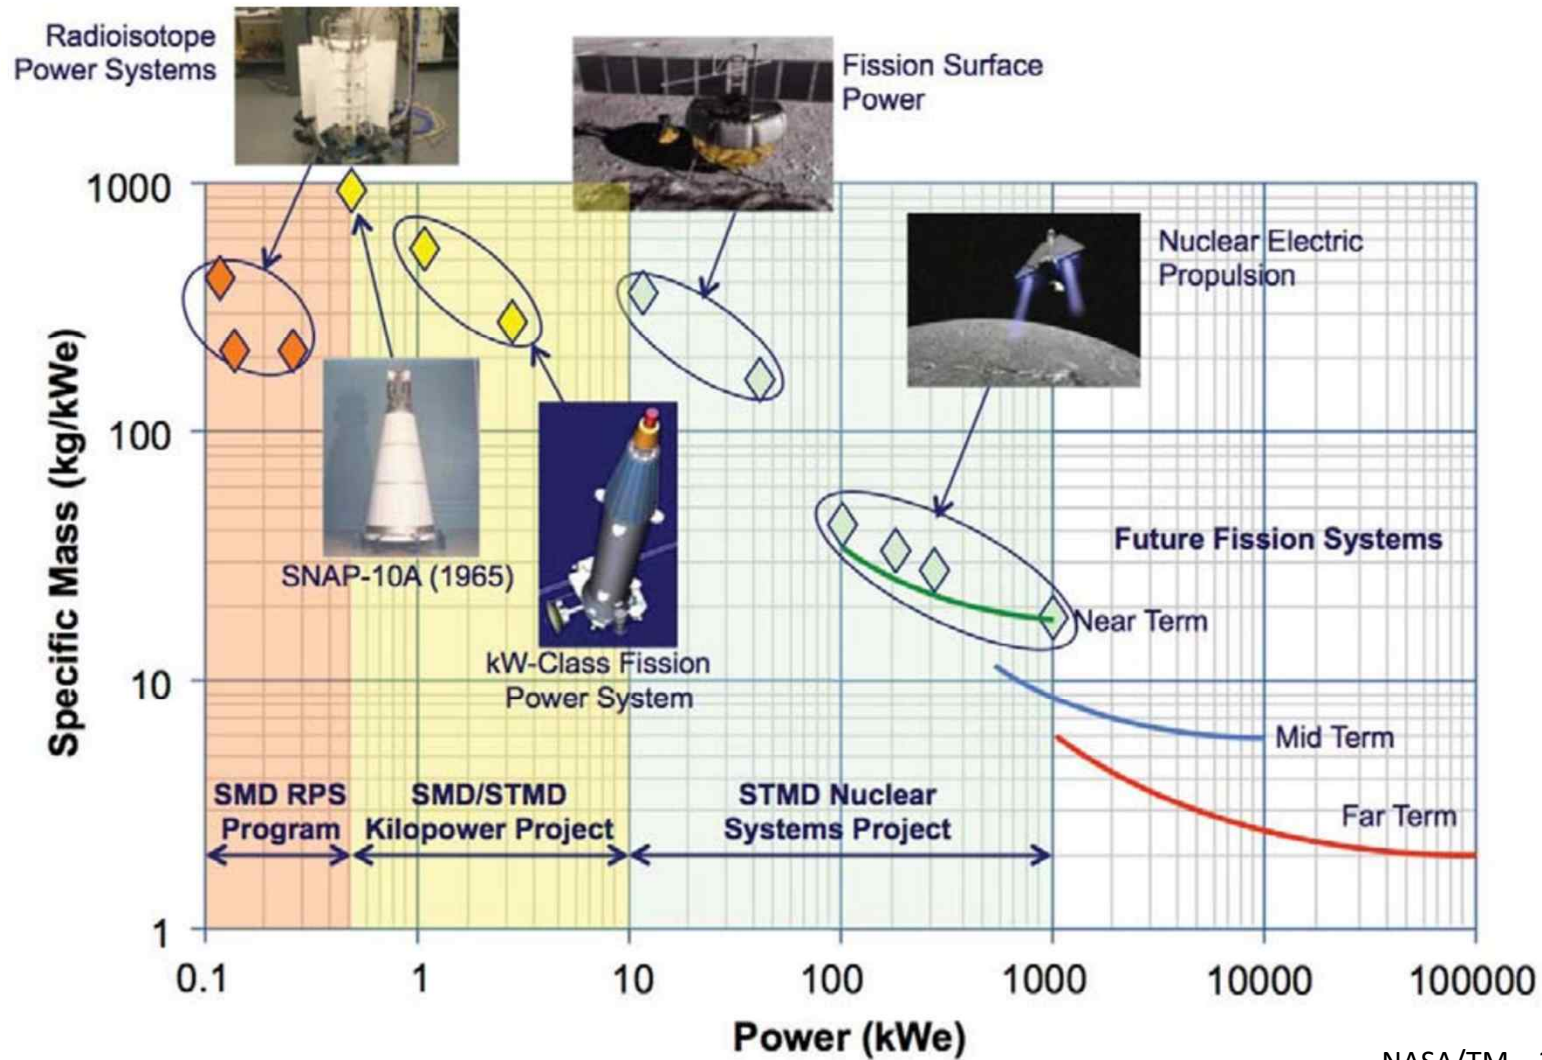 Radioisotope
Power Systems
Fission Surface
Power
Nuclear Electric
Propulsion
1000
100
10
1
Specific Mass (kg/kWe)
SNAP-10A (1965)
kW-Class Fission
Power System
Future Fission Systems
Near Term
Mid Term
Far Term
SMD RPS
Program
SMD/STMD
Kilopower Project
STMD Nuclear
Systems Project
0.1
1
10
100
1000
10000
100000
Power (kWe)